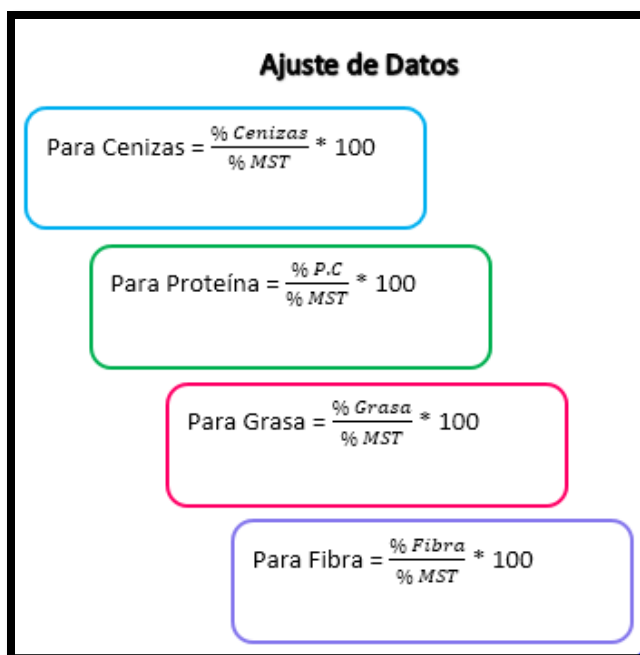 Ajuste de Datos
Para Cenizas = % Cenizas / % MST * 100
Para Proteína = % P.C / % MST * 100
Para Grasa = % Grasa / % MST * 100
Para Fibra = % Fibra / % MST * 100